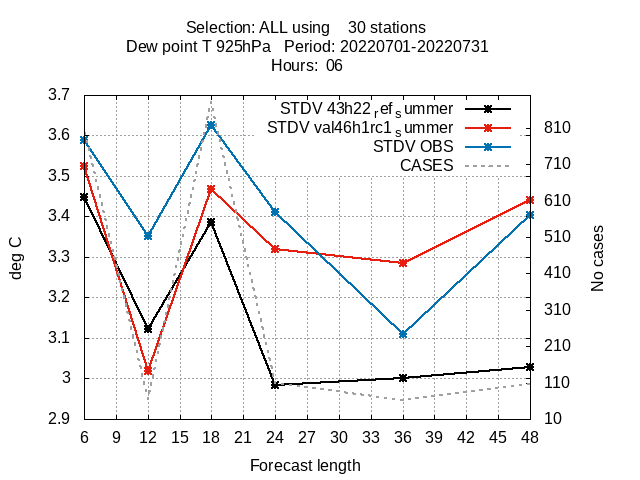 Selection: ALL using    30 stations
Dew point T 925hPa   Period: 20220701-20220731
Hours:  06
STDV 43h22ref_summer
STDV val46h1rc1_summer
STDV OBS
CASES
3.7
3.6
3.5
3.4
3.3
3.2
3.1
3
2.9
deg C
810
710
610
510
410
310
210
110
10
No cases
6 9 12 15 18 21 24 27 30 33 36 39 42 45 48
Forecast length